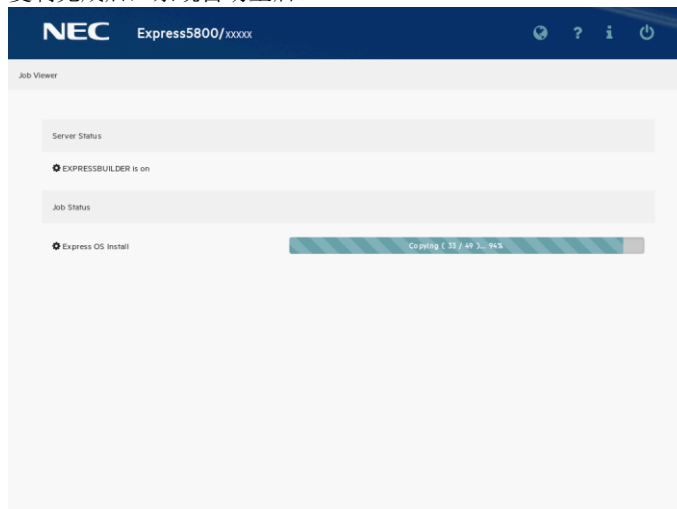 NEC Express5800/xxxxx
Job Viewer
Server Status
EXPRESSBUILDER is on
Job Status
Express OS Install
Copying ( 33 / 49 )... 94%